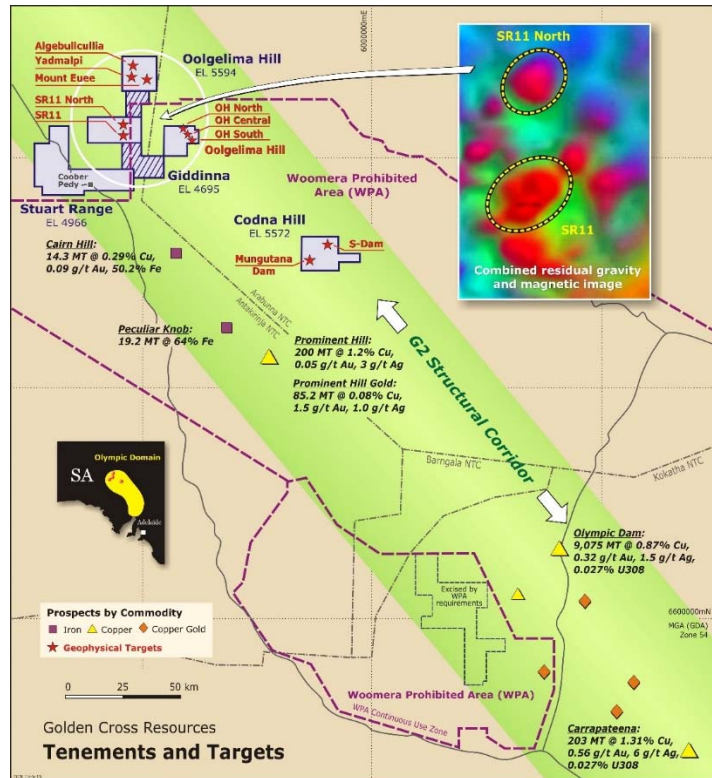 6000000mE
Algebullcullia
Yadmalpi
Mount Euee
Oolgelima Hill
EL 5594
SR11 North
SR11
OH North
OH Central
OH South
Oolgelima Hill
Coober
Pedy
Giddinna
EL 4695
Stuart Range
EL 4966
Woomera Prohibited
Area (WPA)
SR11 North
SR11
Combined residual gravity
and magnetic image
Codna Hill
EL 5572
S-Dam
Mungutana
Dam
Cairn Hill:
14.3 MT @ 0.29% Cu,
0.09 g/t Au, 50.2% Fe
Arabunna NTC
Antakirinja NTC
Peculiar Knob:
19.2 MT @ 64% Fe
Prominent Hill:
200 MT @ 1.2% Cu,
0.05 g/t Au, 3 g/t Ag
Prominent Hill Gold:
85.2 MT @ 0.08% Cu,
1.5 g/t Au, 1.0 g/t Ag
G2 Structural Corridor
Barngala NTC
Kokatha NTC
Olympic Domain
SA
Adelaide
Olympic Dam:
9,075 MT @ 0.87% Cu,
0.32 g/t Au, 1.5 g/t Ag,
0.027% U308
Excised by
WPA
requirements
6600000mN
MGA (GDA)
Zone 54
Prospects by Commodity
Iron
Copper
Copper Gold
Geophysical Targets
0 25 50 km
Woomera Prohibited Area (WPA)
WPA Continuous Use Zone
Golden Cross Resources
Tenements and Targets
Carrapateena:
203 MT @ 1.31% Cu,
0.56 g/t Au, 6 g/t Ag,
0.027% U308